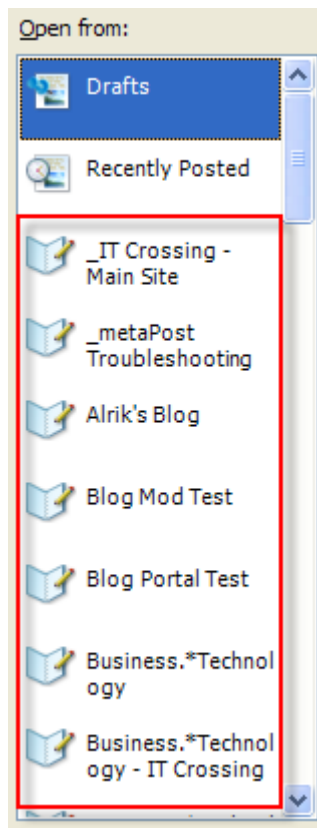 Open from:
Drafts
Recently Posted
_IT Crossing -
Main Site
_metaPost
Troubleshooting
Alrik's Blog
Blog Mod Test
Blog Portal Test
Business.*Technol
ogy
Business.*Technol
ogy - IT Crossing